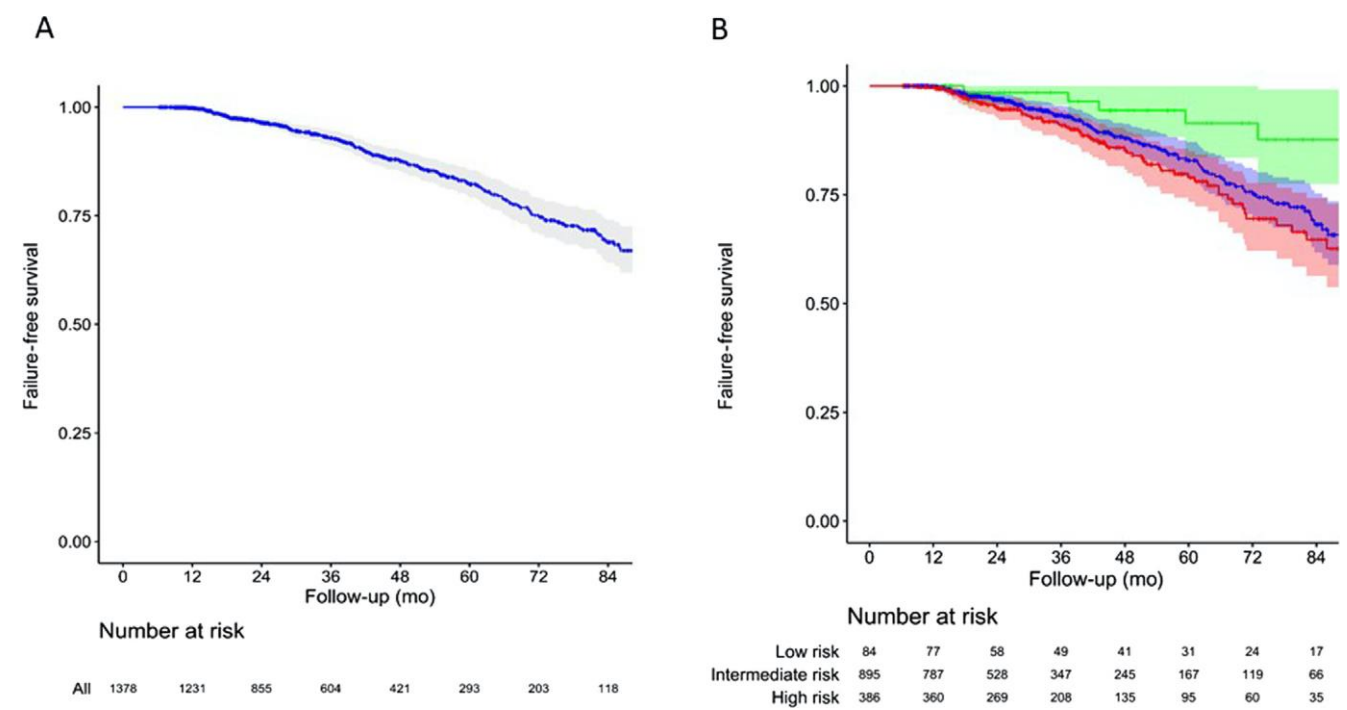 A
Failure-free survival
1.00
0.75
0.50
0.25
0.00
0 12 24 36 48 60 72 84
Follow-up (mo)
Number at risk
All 1378 1231 855 604 421 293 203 118
B
Failure-free survival
1.00
0.75
0.50
0.25
0.00
0 12 24 36 48 60 72 84
Follow-up (mo)
Number at risk
Low risk 84 77 58 49 41 31 24 17
Intermediate risk 895 787 528 347 245 167 119 66
High risk 386 360 269 208 135 95 60 35